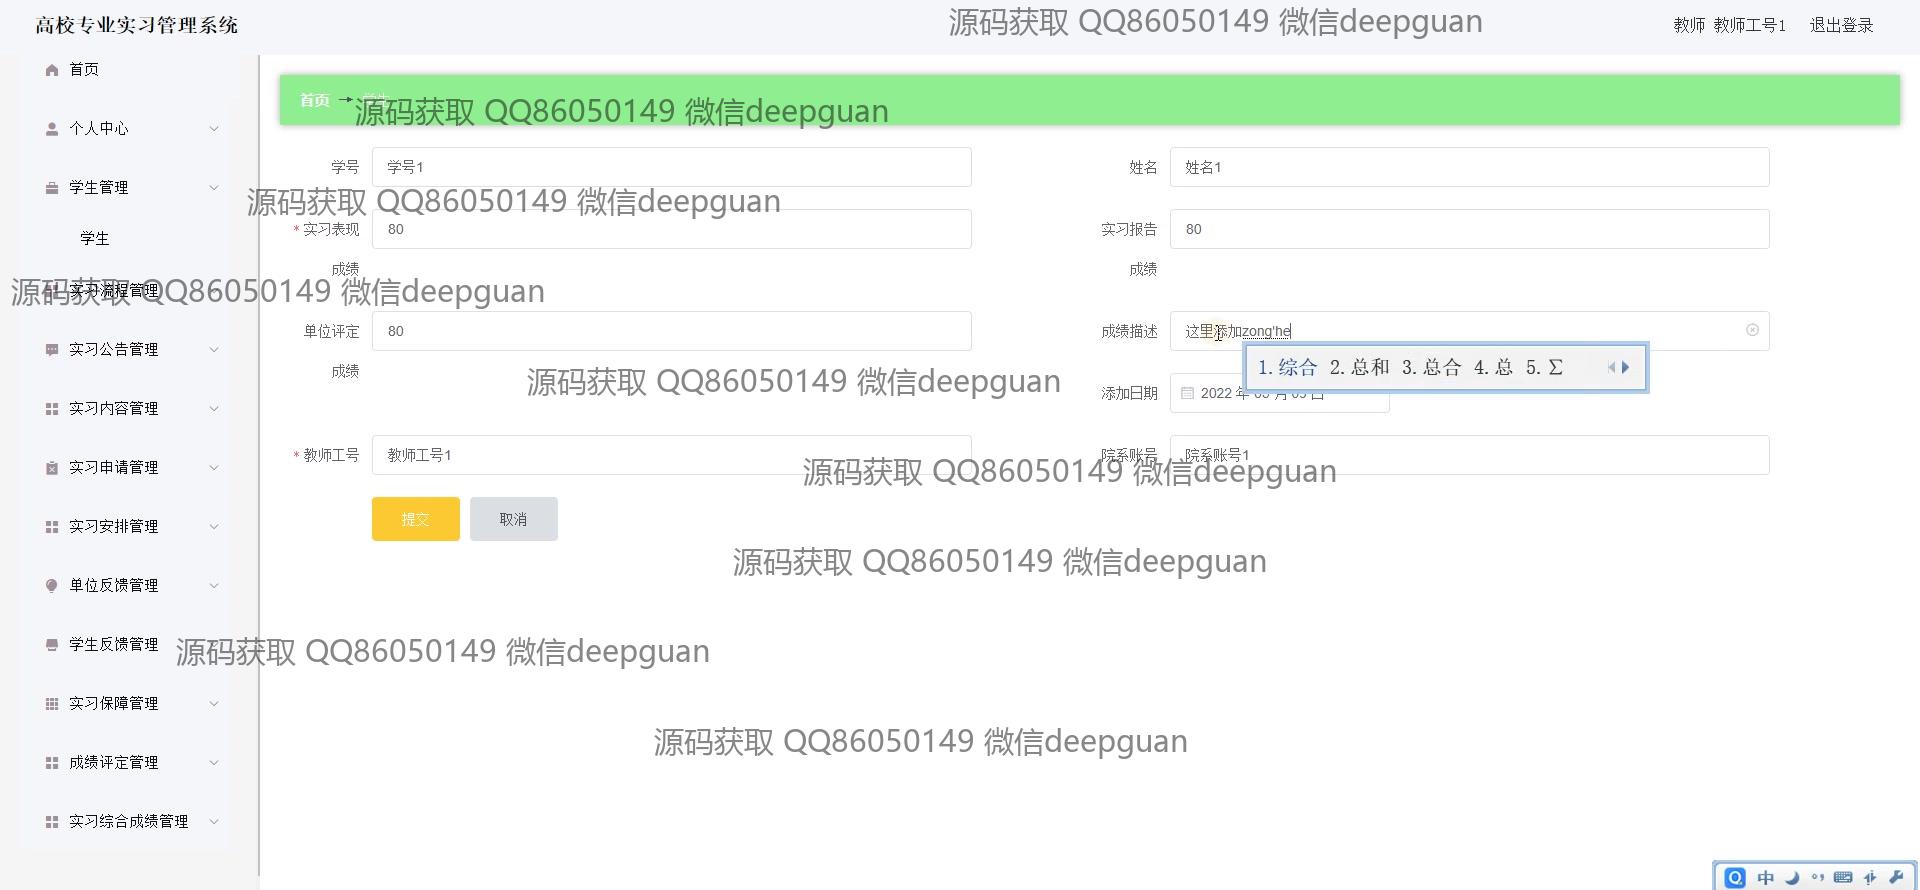 高校专业实习管理系统
源码获取 QQ86050149 微信deepguan
教师 教师工号1 退出登录
首页
个人中心
学生管理
学生
实习流程管理
实习公告管理
实习内容管理
实习申请管理
实习安排管理
单位反馈管理
学生反馈管理
实习保障管理
成绩评定管理
实习综合成绩管理
首页 → 学生
源码获取 QQ86050149 微信deepguan
学号 学号1
姓名 姓名1
源码获取 QQ86050149 微信deepguan
* 实习表现成绩 80
实习报告成绩 80
源码获取 QQ86050149 微信deepguan
单位评定成绩 80
成绩描述 这里添加zong'he
1.综合 2.总和 3.总合 4.总 5.∑
源码获取 QQ86050149 微信deepguan
添加日期 2022 年
* 教师工号 教师工号1
院系账号 院系账号1
源码获取 QQ86050149 微信deepguan
提交 取消
源码获取 QQ86050149 微信deepguan
源码获取 QQ86050149 微信deepguan
源码获取 QQ86050149 微信deepguan
中